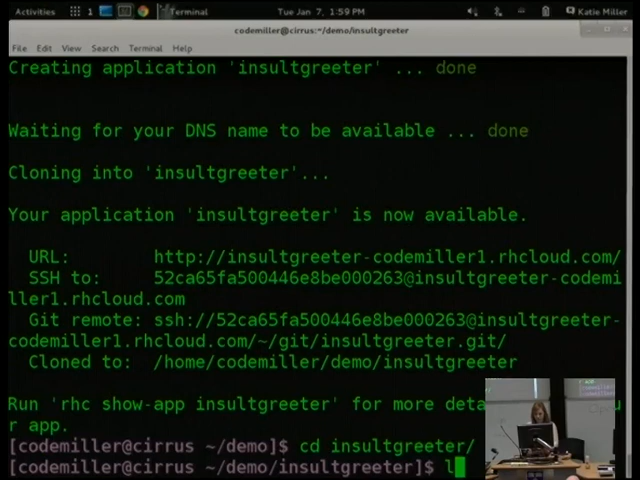 Activities 1 Terminal Tue Jan 7, 1:59 PM Katie Miller
codemiller@cirrus:~/demo/insultgreeter
File Edit View Search Terminal Help
Creating application 'insultgreeter' ... done
Waiting for your DNS name to be available ... done
Cloning into 'insultgreeter'...
Your application 'insultgreeter' is now available.
URL: http://insultgreeter-codemiller1.rhcloud.com/
SSH to: 52ca65fa500446e8be000263@insultgreeter-codemi
ller1.rhcloud.com
Git remote: ssh://52ca65fa500446e8be000263@insultgreeter-
codemiller1.rhcloud.com/~/git/insultgreeter.git/
Cloned to: /home/codemiller/demo/insultgreeter
Run 'rhc show-app insultgreeter' for more deta
r app.
[codemiller@cirrus ~/demo]$ cd insultgreeter/
[codemiller@cirrus ~/demo/insultgreeter]$ l